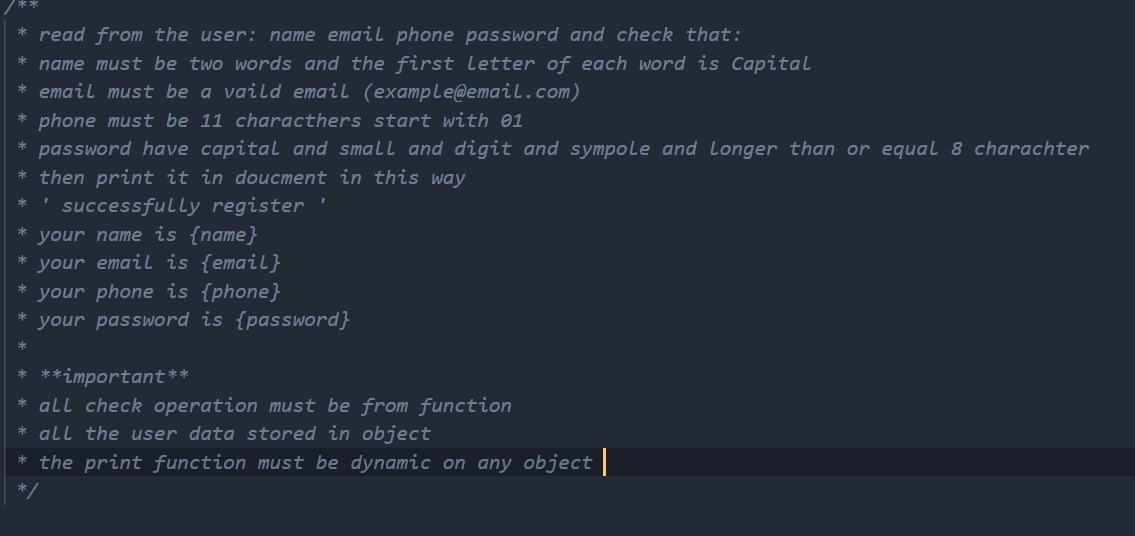 /**
* read from the user: name email phone password and check that:
* name must be two words and the first letter of each word is Capital
* email must be a vaild email (example@email.com)
* phone must be 11 characthers start with 01
* password have capital and small and digit and sympole and longer than or equal 8 charachter
* then print it in doucment in this way
* ' successfully register '
* your name is {name}
* your email is {email}
* your phone is {phone}
* your password is {password}
*
* **important**
* all check operation must be from function
* all the user data stored in object
* the print function must be dynamic on any object
*/